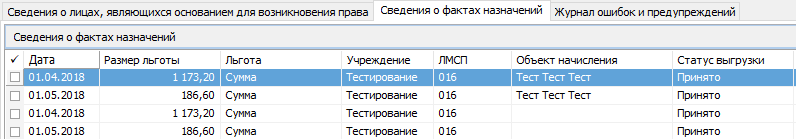 Сведения о лицах, являющихся основанием для возникновения права Сведения о фактах назначений Журнал ошибок и предупреждений
Сведения о фактах назначений
✓ Дата Размер льготы Льгота Учреждение ЛМСП Объект начисления Статус выгрузки
01.04.2018 1 173,20 Сумма Тестирование 016 Тест Тест Тест Принято
01.05.2018 186,60 Сумма Тестирование 016 Тест Тест Тест Принято
01.04.2018 1 173,20 Сумма Тестирование 016 Принято
01.05.2018 186,60 Сумма Тестирование 016 Принято